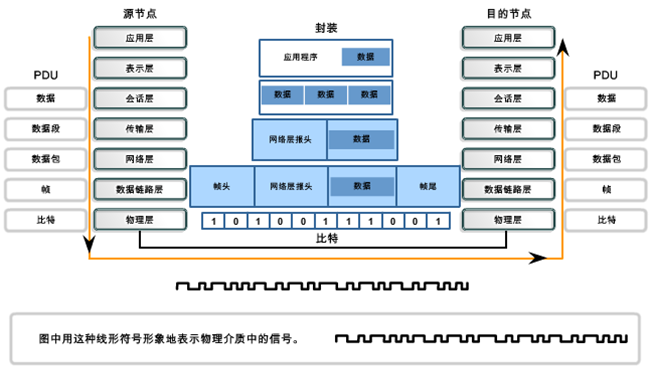 源节点
封装
目的节点
应用层
应用程序
数据
应用层
表示层
表示层
PDU
PDU
数据
会话层
数据
数据
数据
会话层
数据
数据段
传输层
网络层报头
数据
传输层
数据段
数据包
网络层
网络层
数据包
帧
数据链路层
帧头
网络层报头
数据
帧尾
数据链路层
帧
比特
物理层
1 0 1 0 0 1 1 1 1 0 0 1
物理层
比特
比特
图中用这种线形符号形象地表示物理介质中的信号。